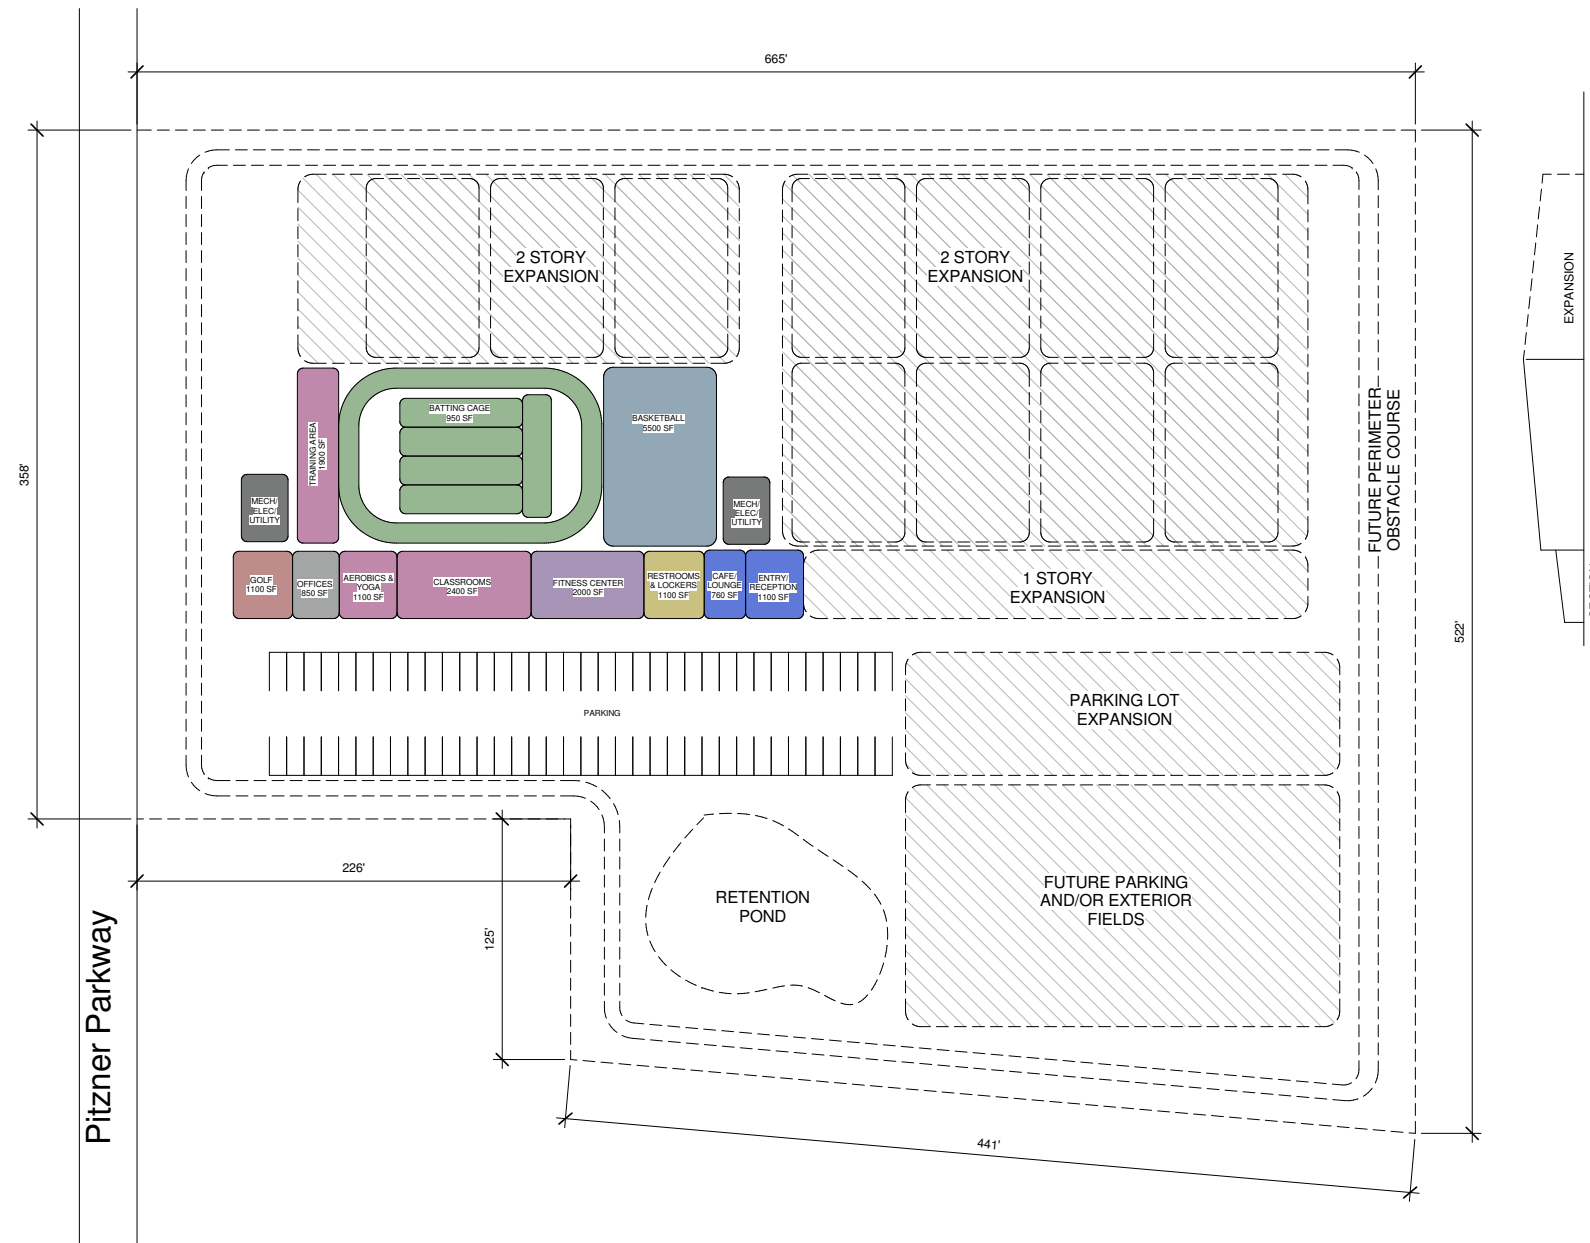 665'
358'
2 STORY
EXPANSION
2 STORY
EXPANSION
EXPANSION
BATTING CAGE
950 SF
BASKETBALL
5500 SF
TRAINING AREA
1900 SF
MECH/
ELEC/
UTILITY
MECH/
ELEC/
UTILITY
FUTURE PERIMETER
OBSTACLE COURSE
GOLF
1100 SF
OFFICES
850 SF
AEROBICS &
YOGA
1100 SF
CLASSROOMS
2400 SF
FITNESS CENTER
2000 SF
RESTROOMS
& LOCKERS
1100 SF
CAFE/
LOUNGE
760 SF
ENTRY/
RECEPTION
1100 SF
1 STORY
EXPANSION
522'
PARKING
PARKING LOT
EXPANSION
226'
125'
RETENTION
POND
FUTURE PARKING
AND/OR EXTERIOR
FIELDS
Pitzner Parkway
441'